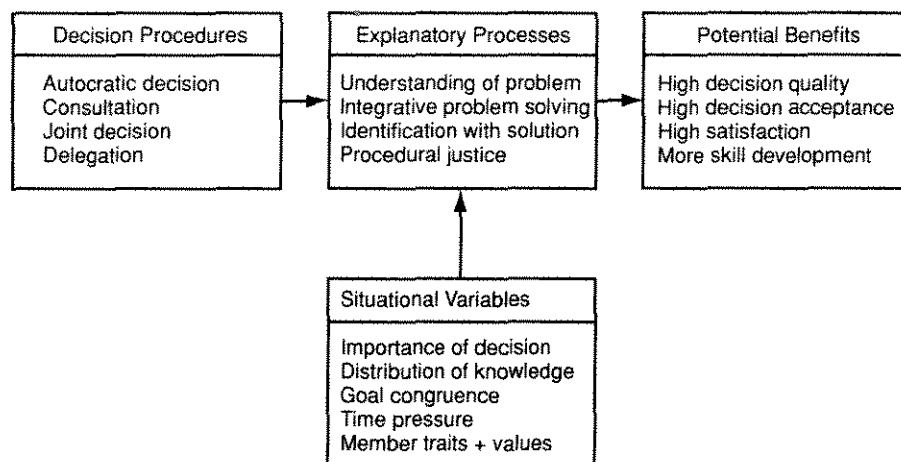 Decision Procedures
Autocratic decision
Consultation
Joint decision
Delegation
Explanatory Processes
Understanding of problem
Integrative problem solving
Identification with solution
Procedural justice
Potential Benefits
High decision quality
High decision acceptance
High satisfaction
More skill development
Situational Variables
Importance of decision
Distribution of knowledge
Goal congruence
Time pressure
Member traits + values